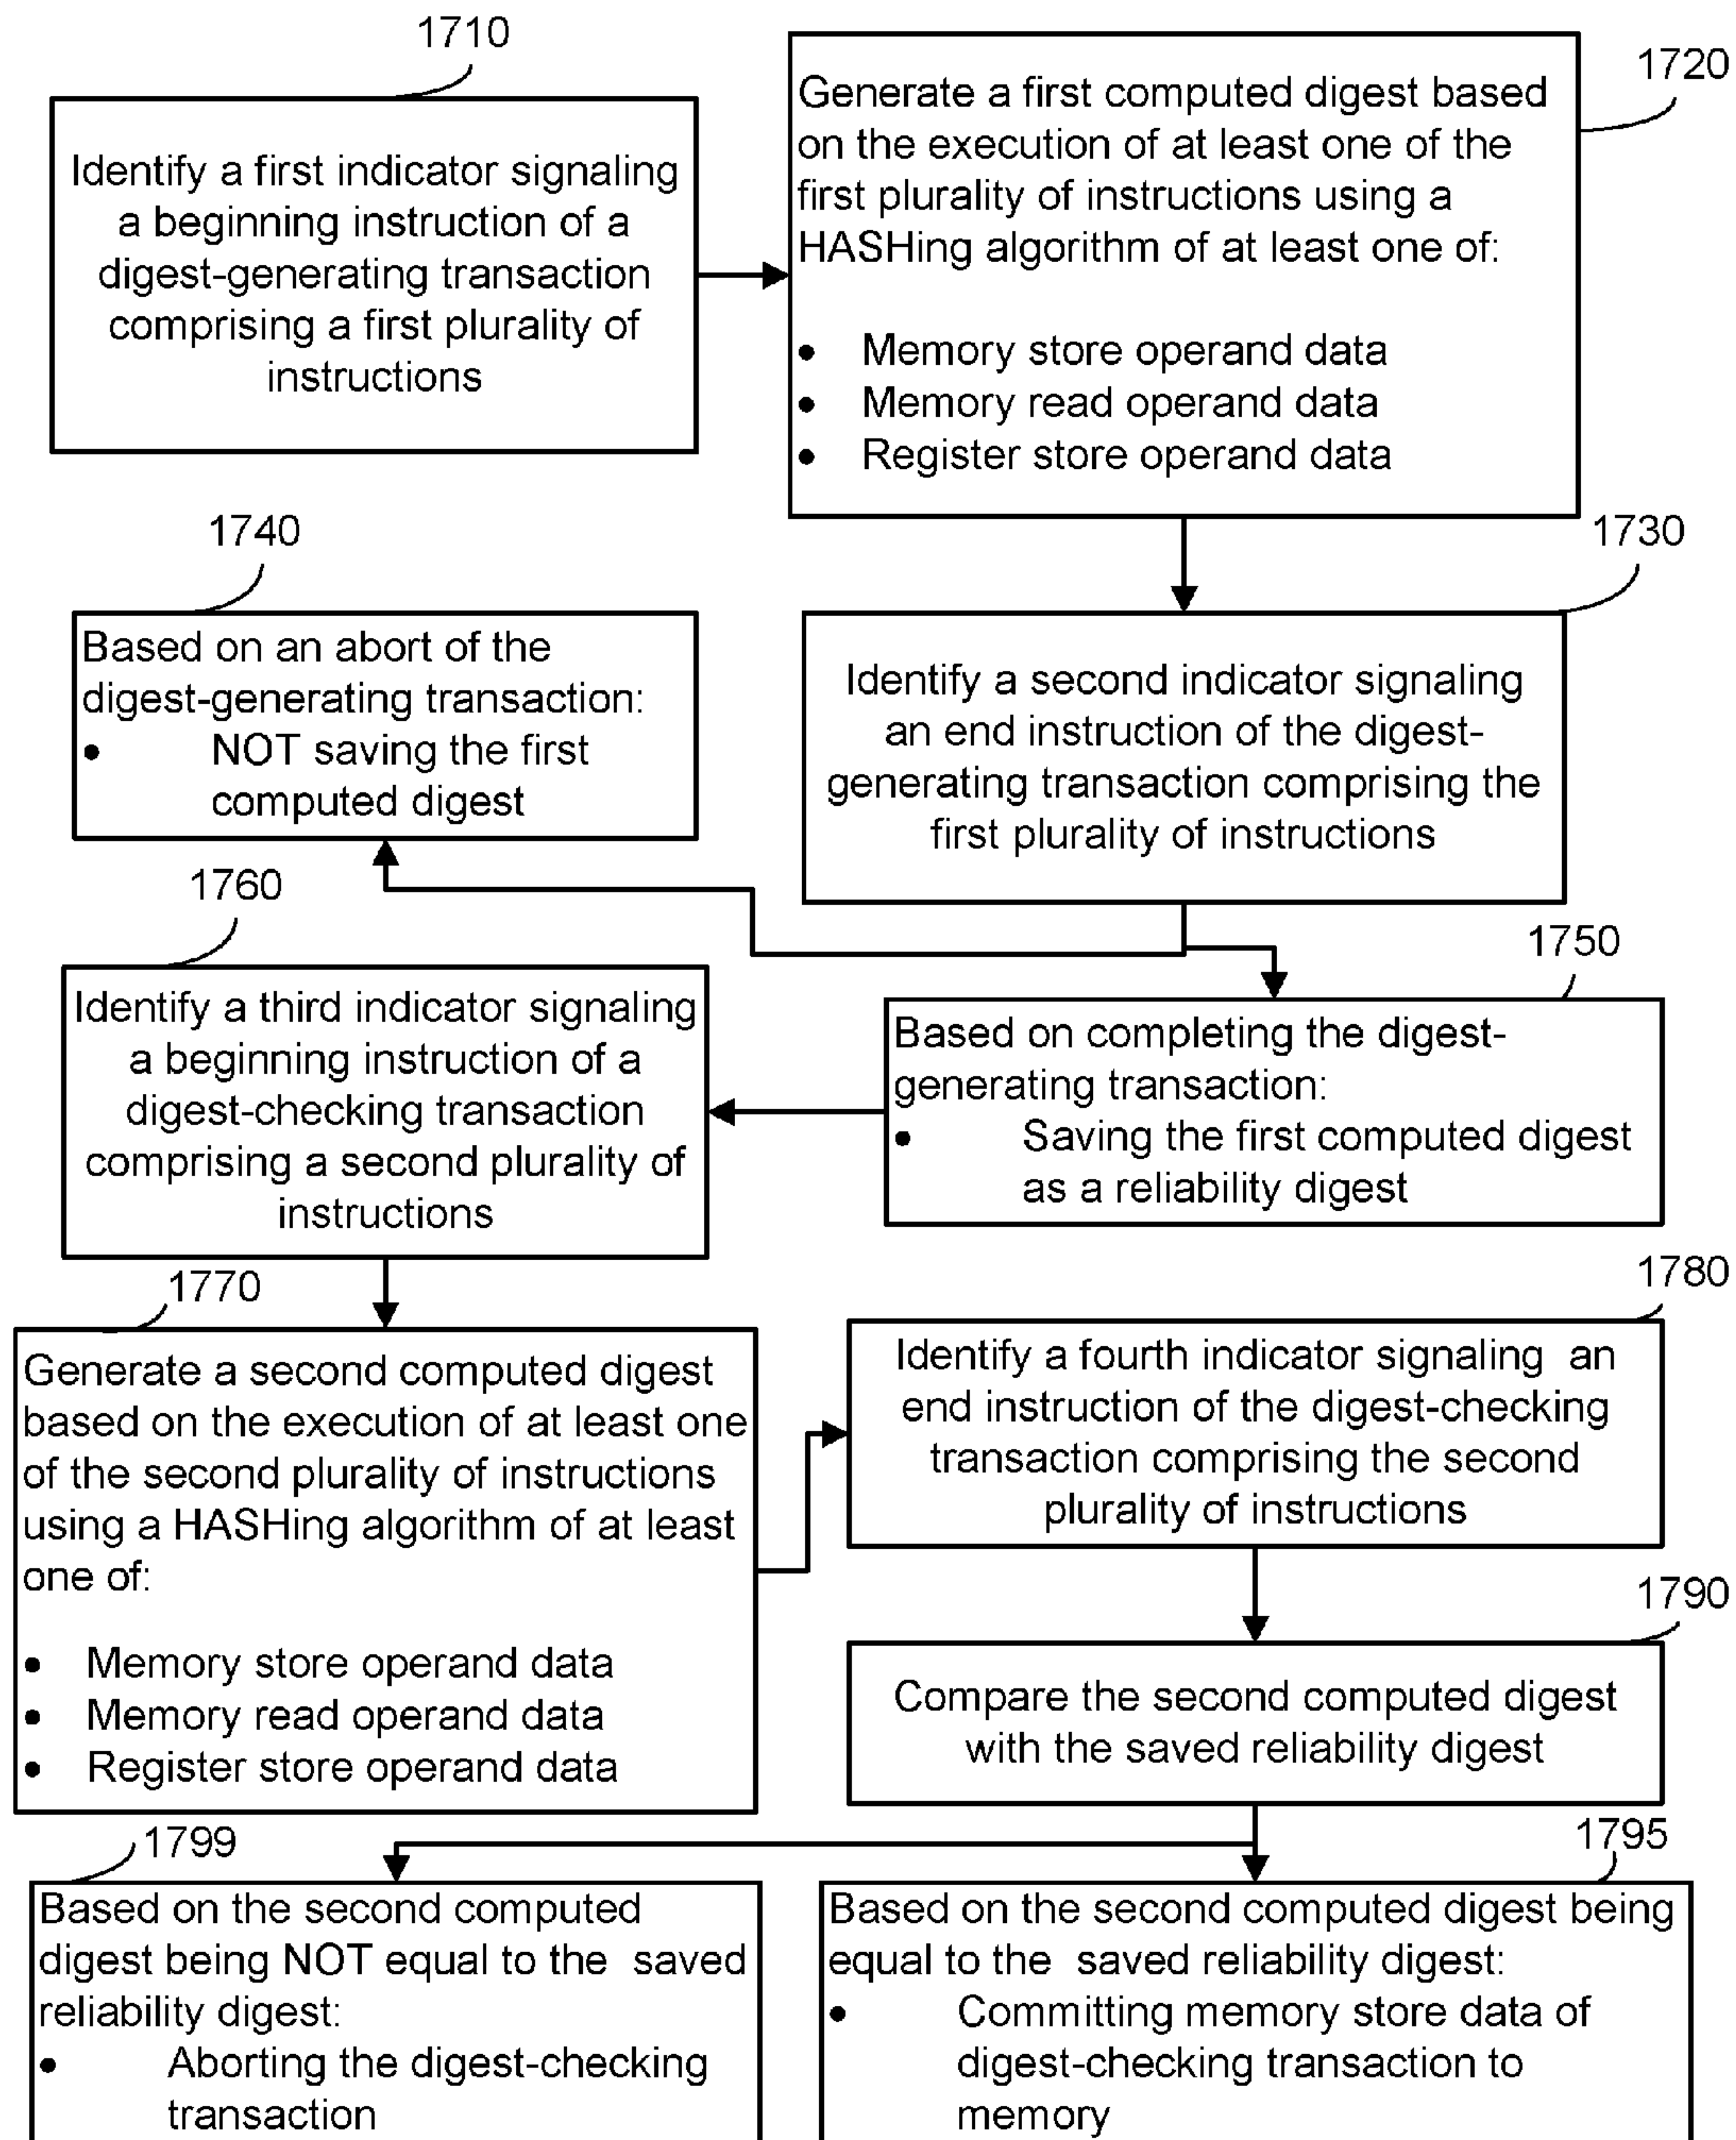 1710
Identify a first indicator signaling
a beginning instruction of a
digest-generating transaction
comprising a first plurality of
instructions
1720
Generate a first computed digest based
on the execution of at least one of the
first plurality of instructions using a
HASHing algorithm of at least one of:
• Memory store operand data
• Memory read operand data
• Register store operand data
1730
Identify a second indicator signaling
an end instruction of the digest-
generating transaction comprising the
first plurality of instructions
1740
Based on an abort of the
digest-generating transaction:
• NOT saving the first
computed digest
1750
Based on completing the digest-
generating transaction:
• Saving the first computed digest
as a reliability digest
1760
Identify a third indicator signaling
a beginning instruction of a
digest-checking transaction
comprising a second plurality of
instructions
1770
Generate a second computed digest
based on the execution of at least one
of the second plurality of instructions
using a HASHing algorithm of at least
one of:
• Memory store operand data
• Memory read operand data
• Register store operand data
1780
Identify a fourth indicator signaling an
end instruction of the digest-checking
transaction comprising the second
plurality of instructions
1790
Compare the second computed digest
with the saved reliability digest
1799
Based on the second computed
digest being NOT equal to the saved
reliability digest:
• Aborting the digest-checking
transaction
1795
Based on the second computed digest being
equal to the saved reliability digest:
• Committing memory store data of
digest-checking transaction to
memory